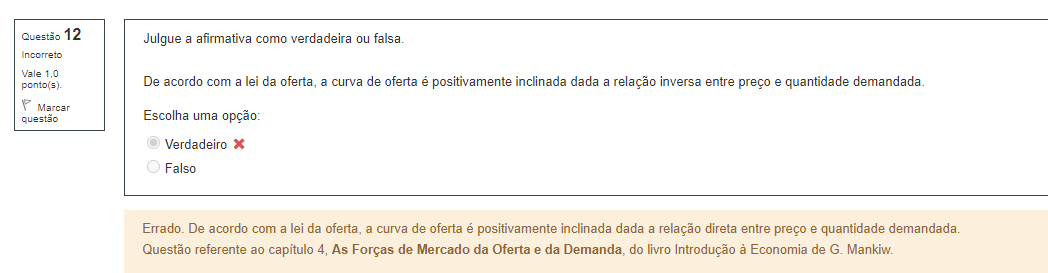 Questão 12
Incorreto
Vale 1,0
ponto(s).
Marcar
questão
Julgue a afirmativa como verdadeira ou falsa.
De acordo com a lei da oferta, a curva de oferta é positivamente inclinada dada a relação inversa entre preço e quantidade demandada.
Escolha uma opção:
Verdadeiro
Falso
Errado. De acordo com a lei da oferta, a curva de oferta é positivamente inclinada dada a relação direta entre preço e quantidade demandada.
Questão referente ao capítulo 4, As Forças de Mercado da Oferta e da Demanda, do livro Introdução à Economia de G. Mankiw.